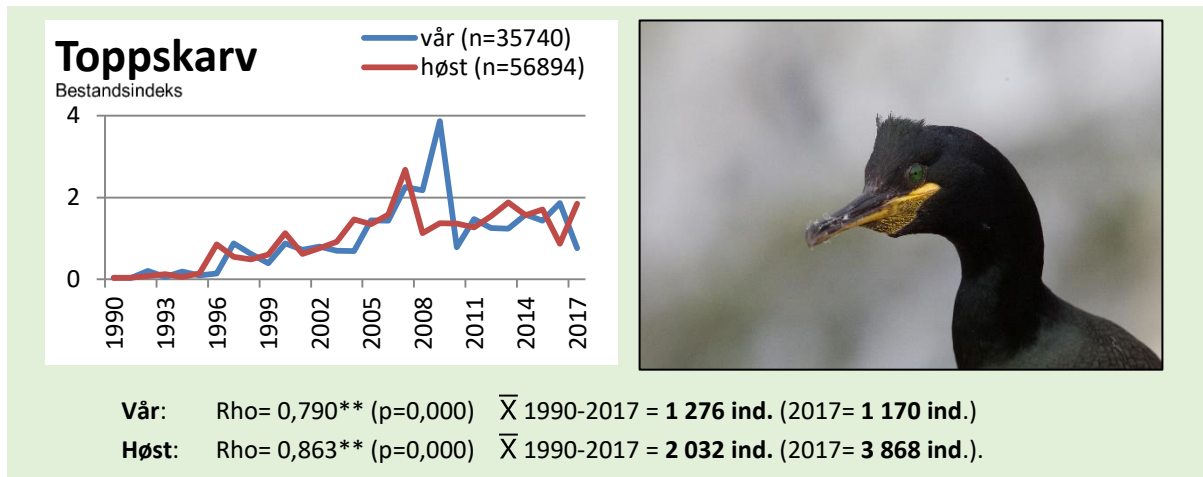 Toppskarv
Bestandsindeks
vår (n=35740)
høst (n=56894)
4
2
0
1990
1993
1996
1999
2002
2005
2008
2011
2014
2017
Vår: Rho= 0,790** (p=0,000) X̅ 1990-2017 = 1 276 ind. (2017= 1 170 ind.)
Høst: Rho= 0,863** (p=0,000) X̅ 1990-2017 = 2 032 ind. (2017= 3 868 ind.).